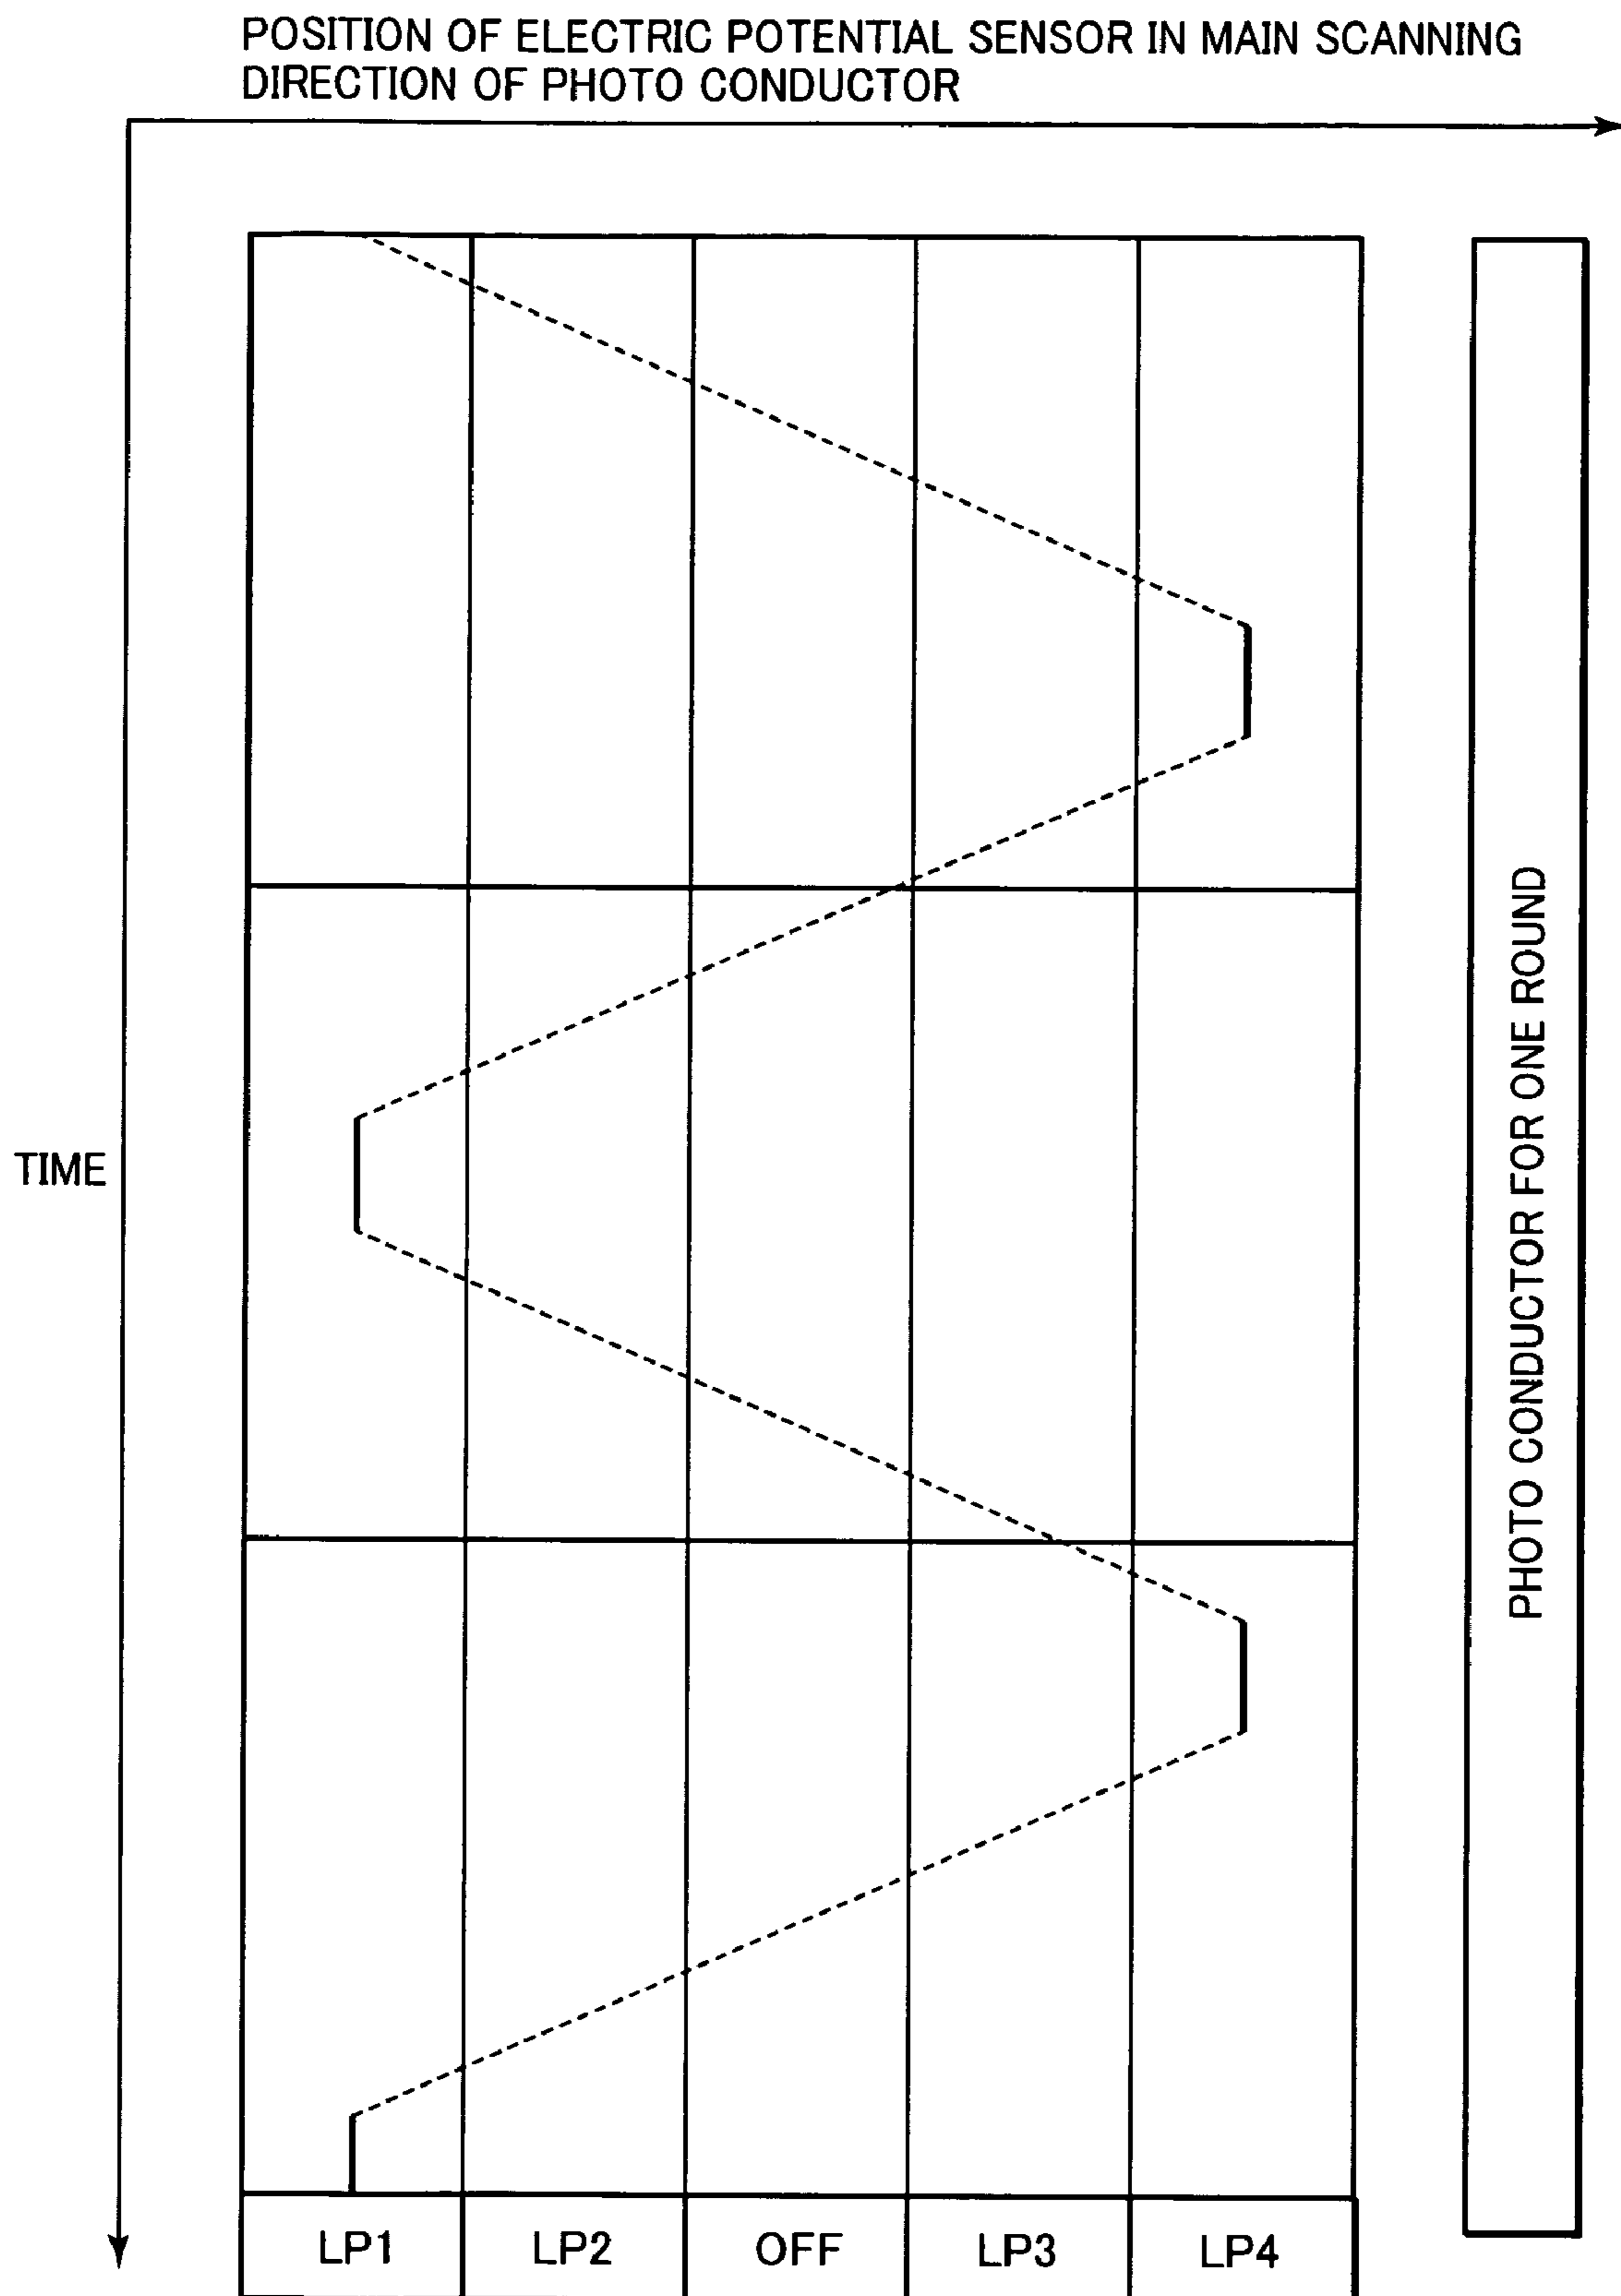 POSITION OF ELECTRIC POTENTIAL SENSOR IN MAIN SCANNING
DIRECTION OF PHOTO CONDUCTOR
TIME
PHOTO CONDUCTOR FOR ONE ROUND
LP1 LP2 OFF LP3 LP4